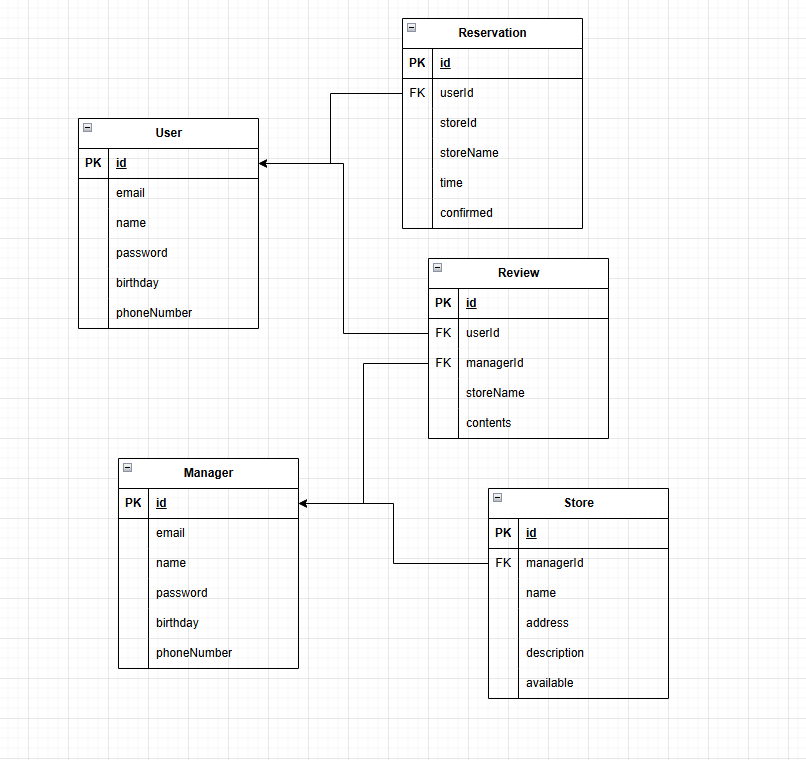 Reservation
PK id
FK userId
storeId
storeName
time
confirmed
User
PK id
email
name
password
birthday
phoneNumber
Review
PK id
FK userId
FK managerId
storeName
contents
Manager
PK id
email
name
password
birthday
phoneNumber
Store
PK id
FK managerId
name
address
description
available